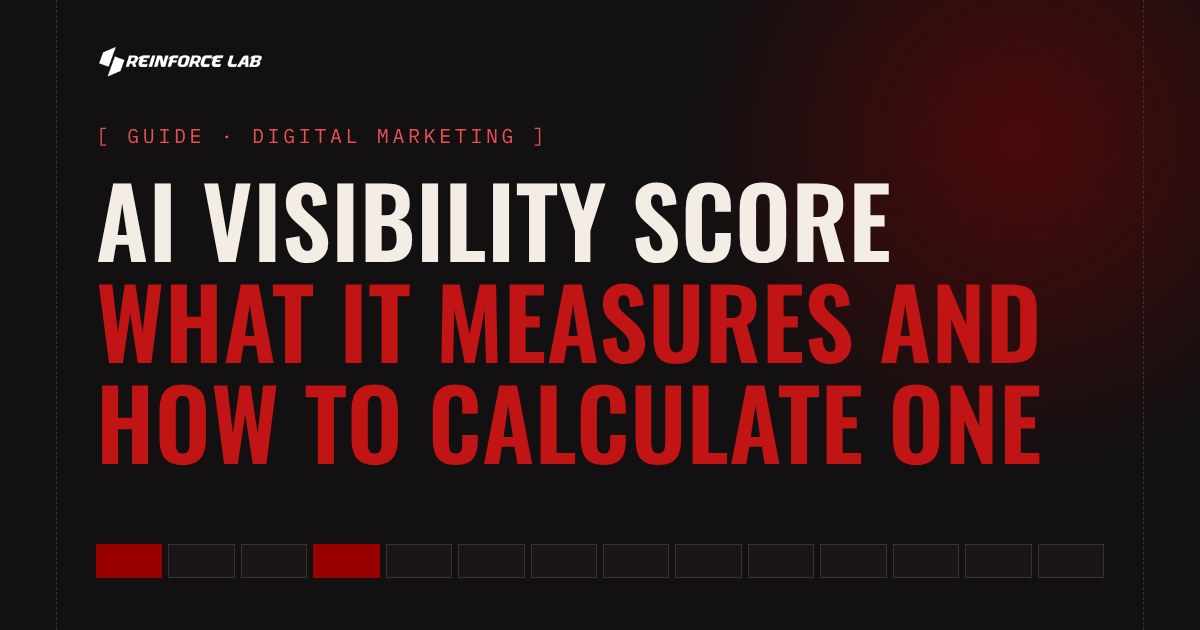 REINFORCE LAB
[ GUIDE · DIGITAL MARKETING ]
AI VISIBILITY SCORE
WHAT IT MEASURES AND
HOW TO CALCULATE ONE